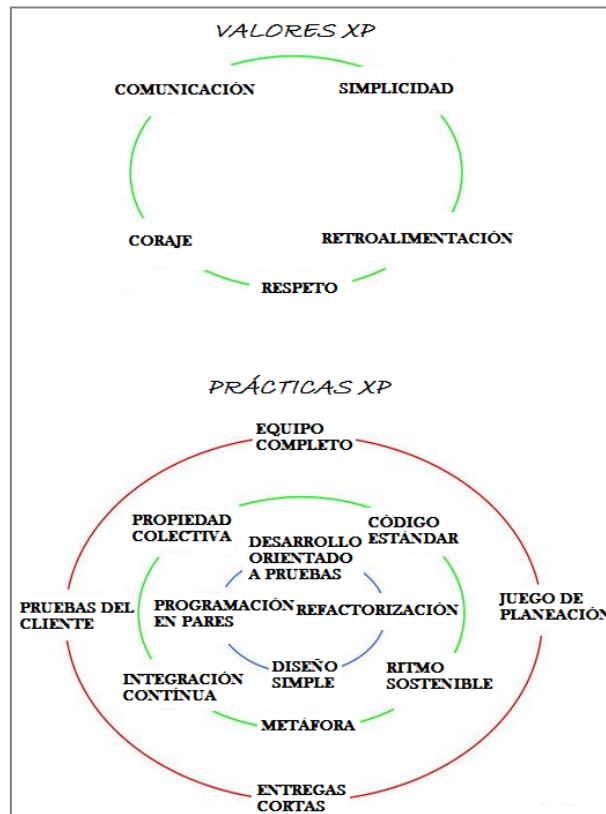 VALORES XP
COMUNICACIÓN
SIMPLICIDAD
CORAJE
RETROALIMENTACIÓN
RESPETO
PRÁCTICAS XP
EQUIPO
COMPLETO
PROPIEDAD
COLECTIVA
CÓDIGO
ESTÁNDAR
DESARROLLO
ORIENTADO
A PRUEBAS
PRUEBAS DEL
CLIENTE
PROGRAMACIÓN
EN PARES
REFACTORIZACIÓN
JUEGO DE
PLANEACIÓN
INTEGRACIÓN
CONTÍNUA
DISEÑO
SIMPLE
RITMO
SOSTENIBLE
METÁFORA
ENTREGAS
CORTAS